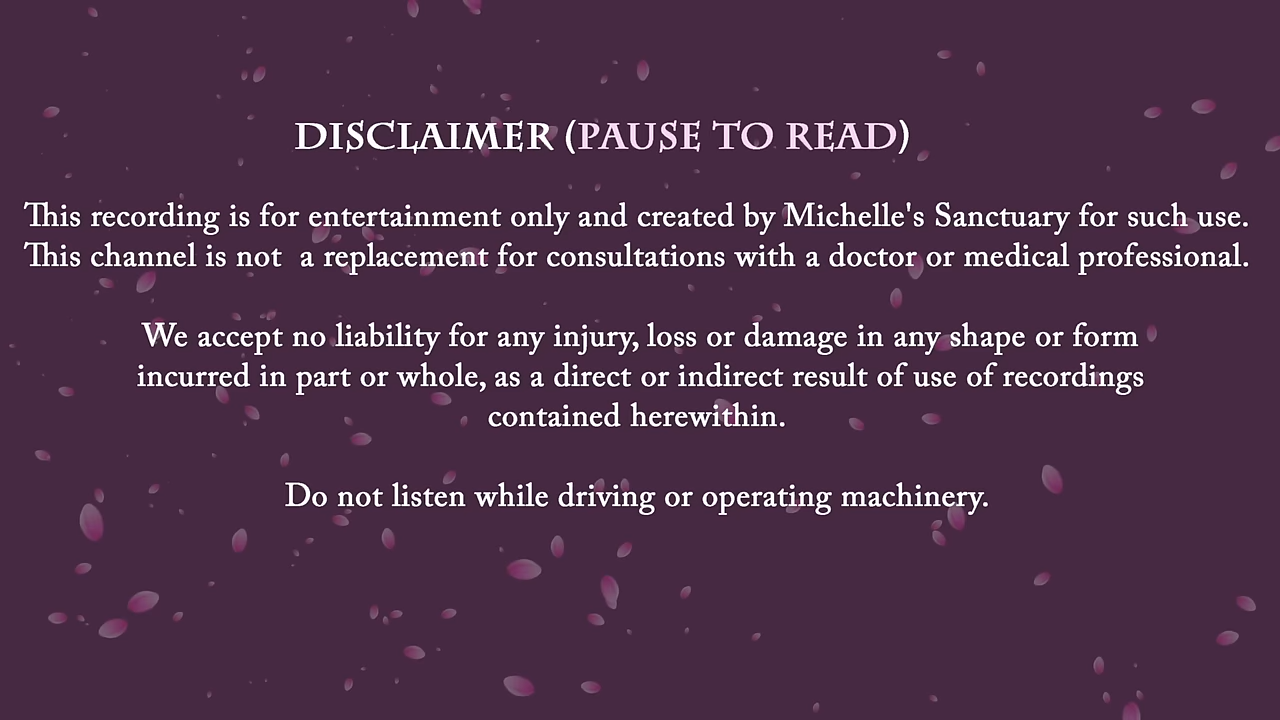 DISCLAIMER (PAUSE TO READ)
This recording is for entertainment only and created by Michelle's Sanctuary for such use.
This channel is not  a replacement for consultations with a doctor or medical professional.
We accept no liability for any injury, loss or damage in any shape or form
incurred in part or whole, as a direct or indirect result of use of recordings
contained herewithin.
Do not listen while driving or operating machinery.